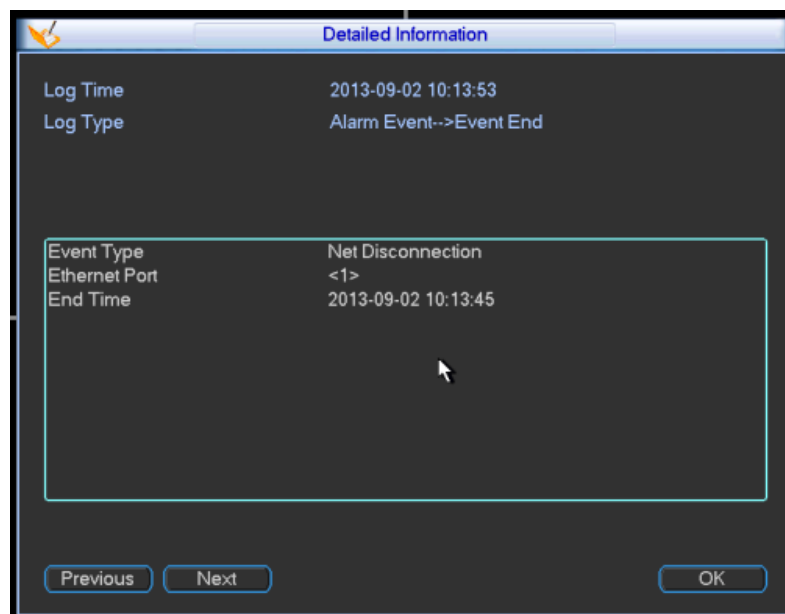 Detailed Information
Log Time 2013-09-02 10:13:53
Log Type Alarm Event-->Event End
Event Type Net Disconnection
Ethernet Port <1>
End Time 2013-09-02 10:13:45
Previous Next OK